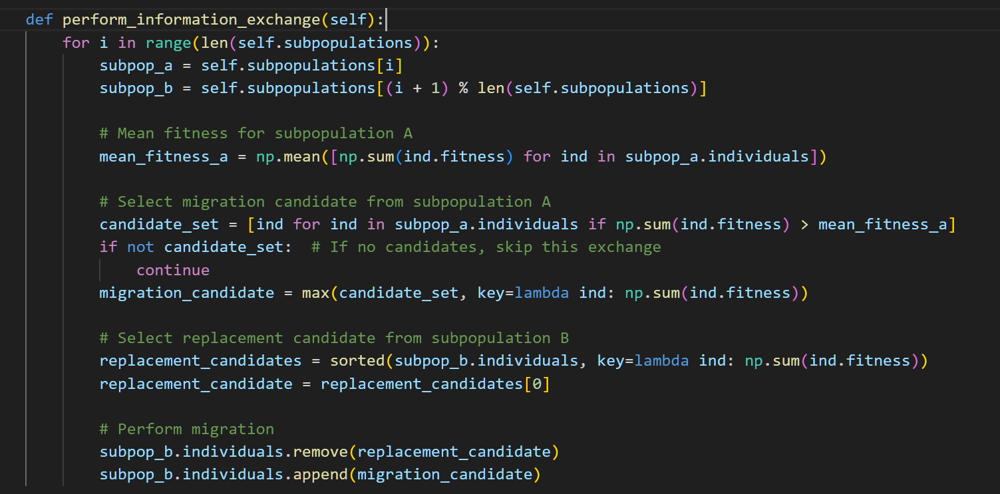 def perform_information_exchange(self):
    for i in range(len(self.subpopulations)):
        subpop_a = self.subpopulations[i]
        subpop_b = self.subpopulations[(i + 1) % len(self.subpopulations)]

        # Mean fitness for subpopulation A
        mean_fitness_a = np.mean([np.sum(ind.fitness) for ind in subpop_a.individuals])

        # Select migration candidate from subpopulation A
        candidate_set = [ind for ind in subpop_a.individuals if np.sum(ind.fitness) > mean_fitness_a]
        if not candidate_set:  # If no candidates, skip this exchange
            continue
        migration_candidate = max(candidate_set, key=lambda ind: np.sum(ind.fitness))

        # Select replacement candidate from subpopulation B
        replacement_candidates = sorted(subpop_b.individuals, key=lambda ind: np.sum(ind.fitness))
        replacement_candidate = replacement_candidates[0]

        # Perform migration
        subpop_b.individuals.remove(replacement_candidate)
        subpop_b.individuals.append(migration_candidate)